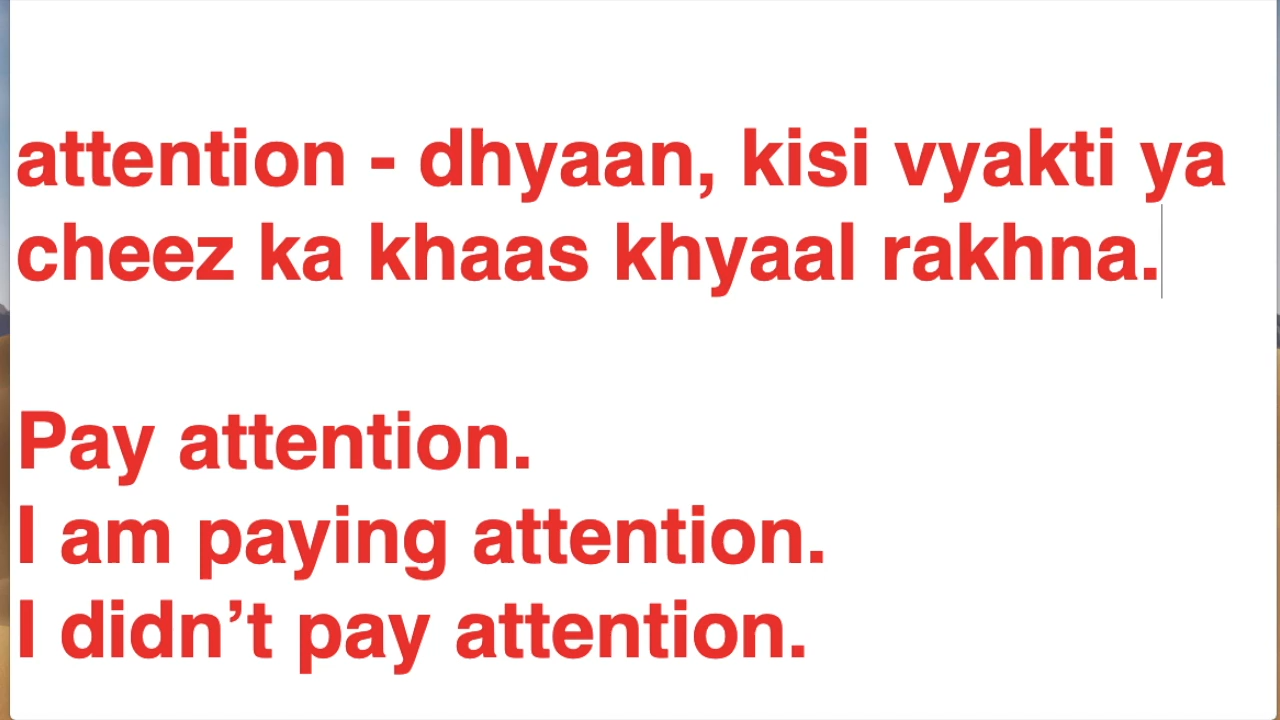 attention - dhyaan, kisi vyakti ya
cheez ka khaas khyaal rakhna.
Pay attention.
I am paying attention.
I didn’t pay attention.